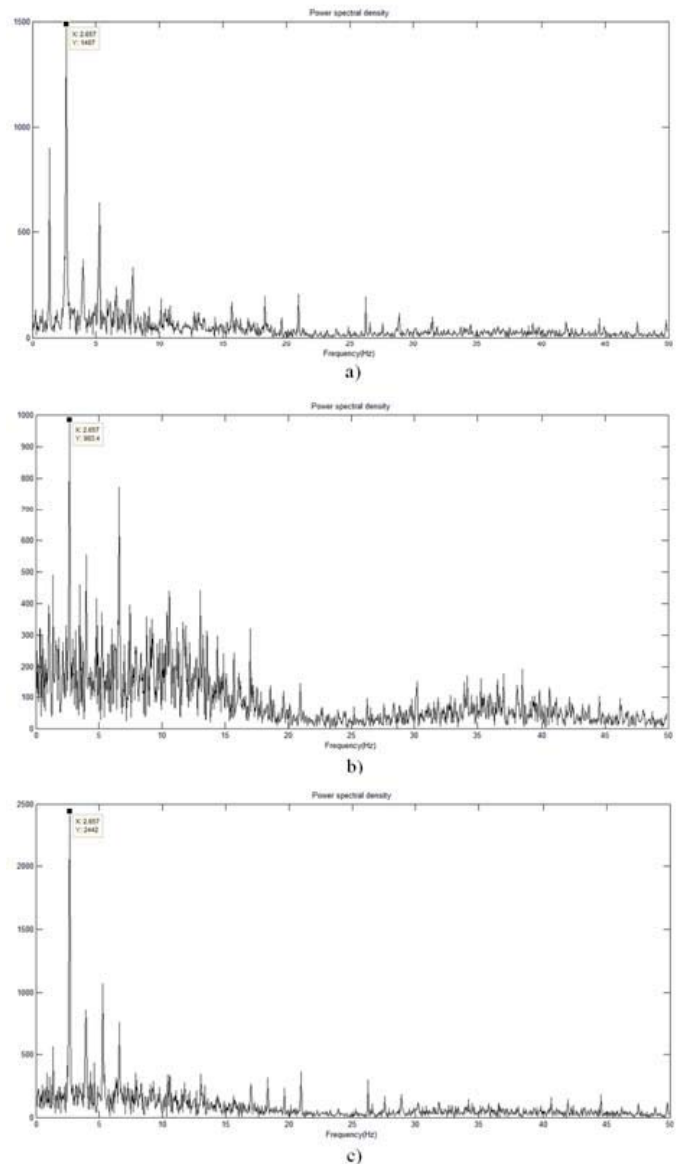 Power spectral density
1500
X: 2.657
Y: 1487
1000
500
0
0 5 10 15 20 25 30 35 40 45 50
Frequency(Hz)
a)
Power spectral density
1000
X: 2.657
Y: 983.4
900
800
700
600
500
400
300
200
100
0
0 5 10 15 20 25 30 35 40 45 50
Frequency(Hz)
b)
Power spectral density
2500
X: 2.657
Y: 2442
2000
1500
1000
500
0
0 5 10 15 20 25 30 35 40 45 50
Frequency(Hz)
c)